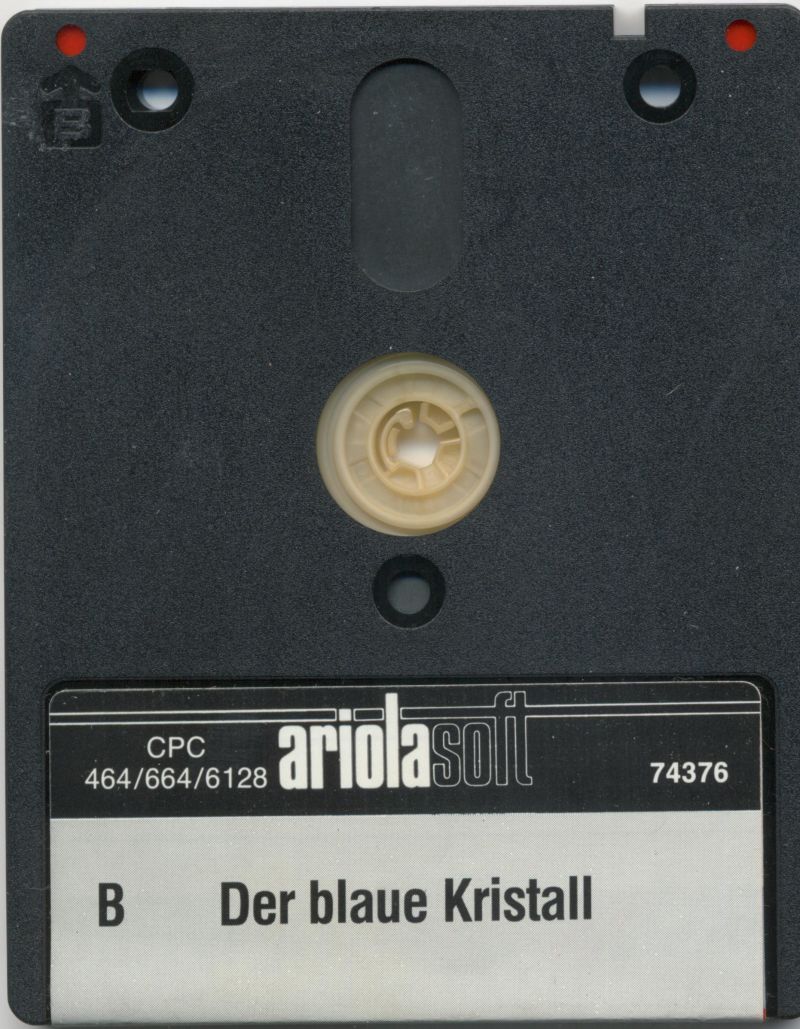 B
CPC
464/664/6128
ariolasoft
74376
B Der blaue Kristall